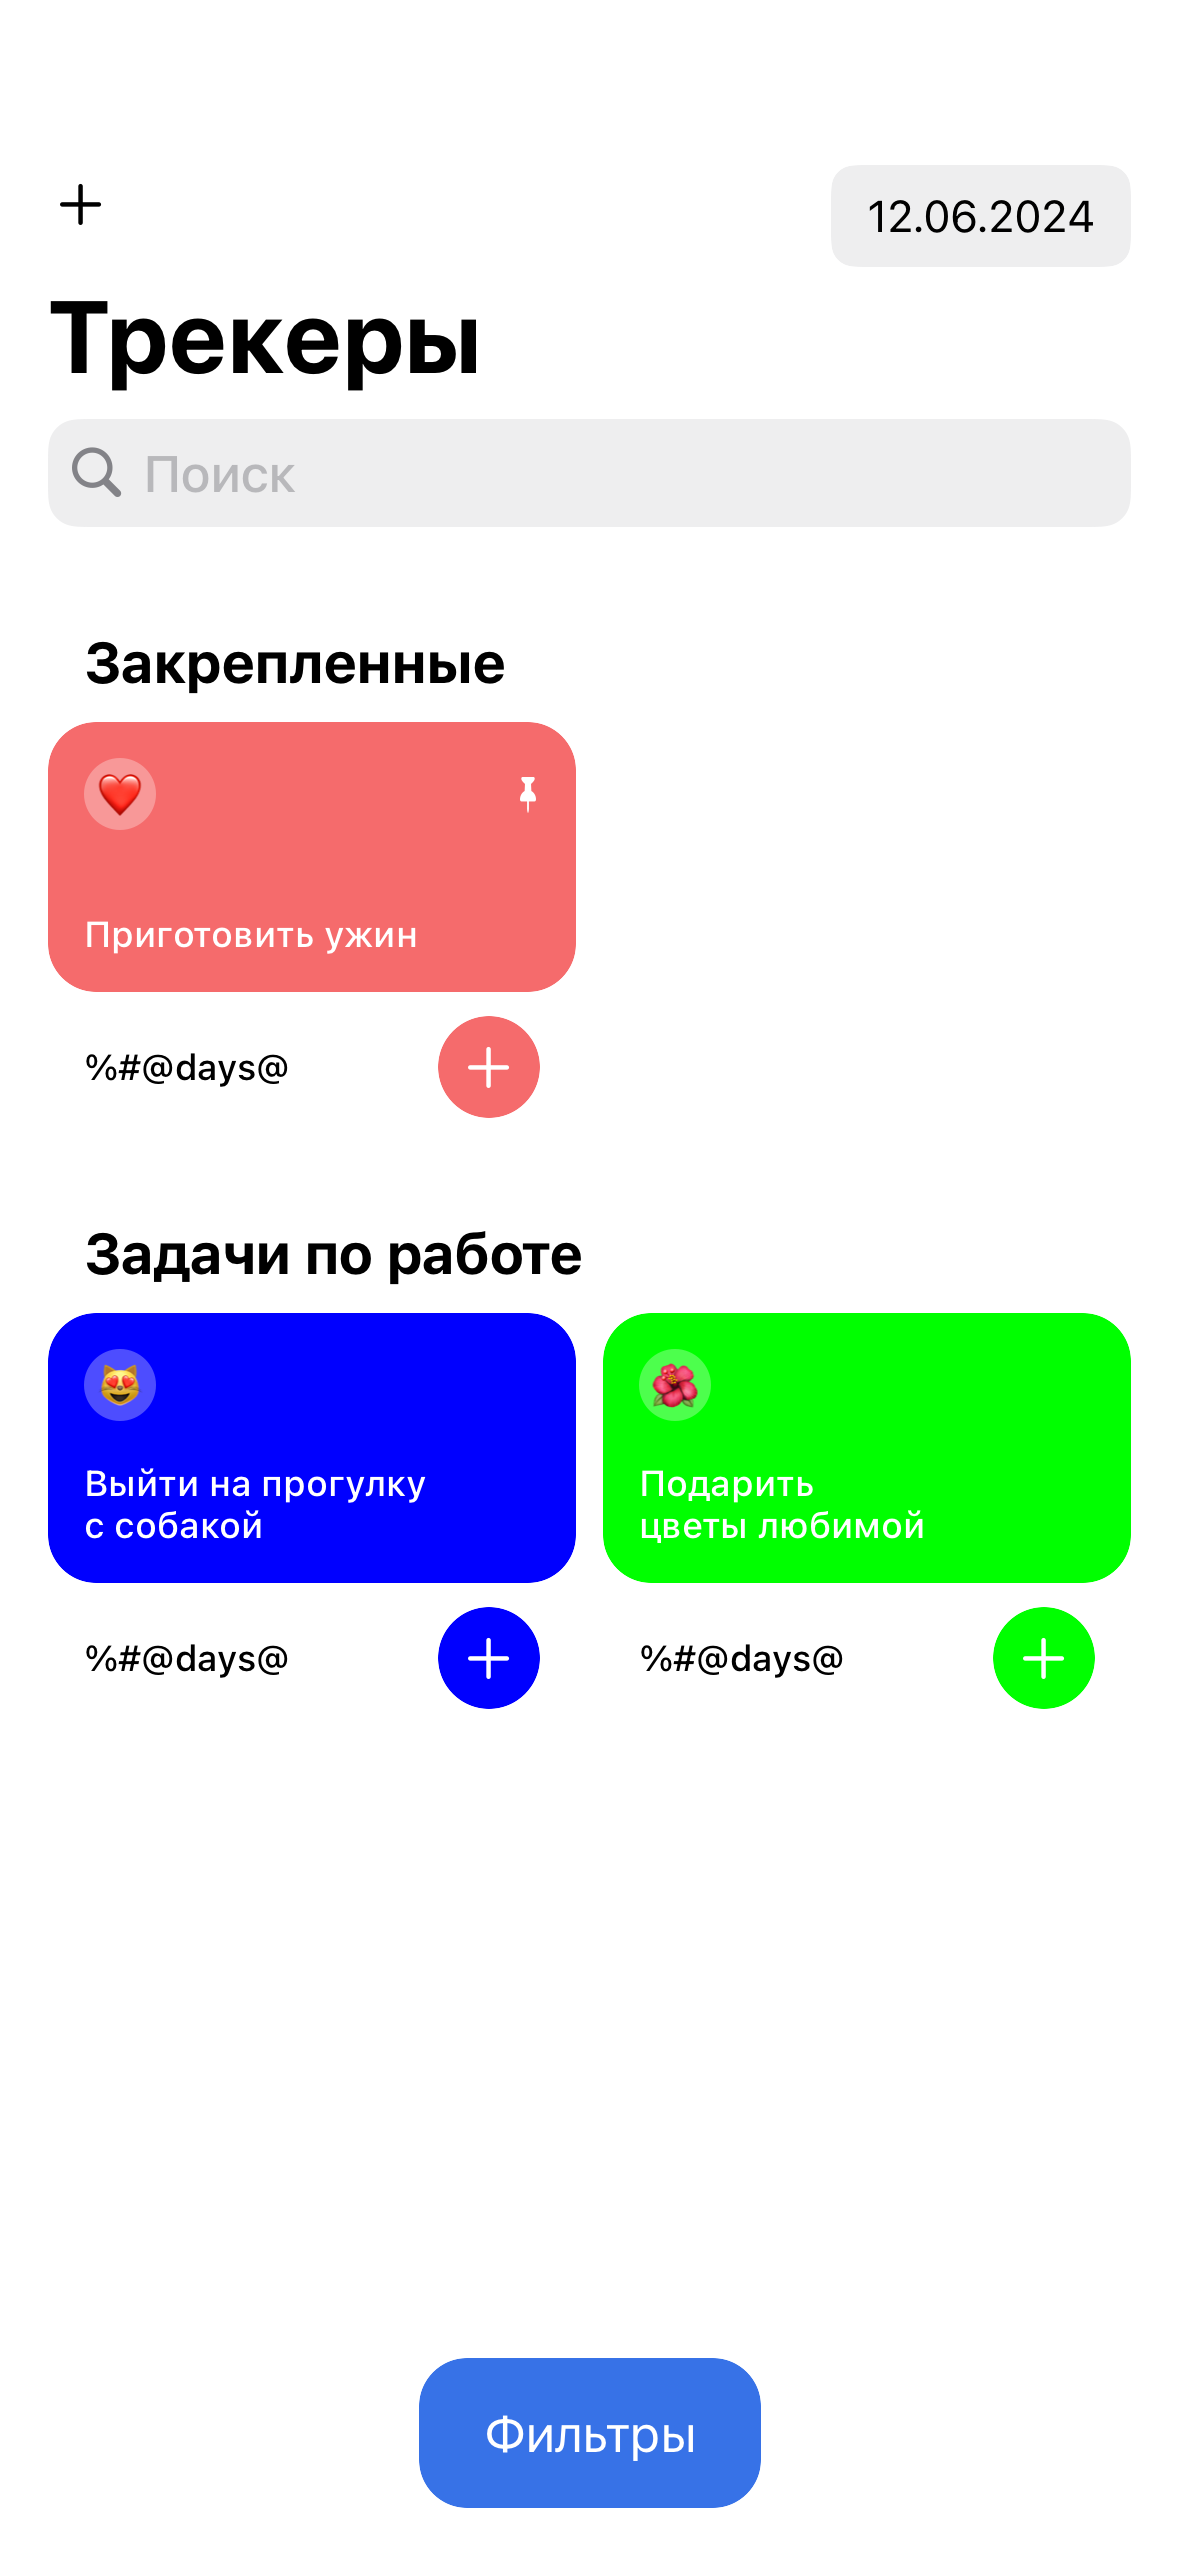 12.06.2024
Трекеры
Поиск
Закрепленные
Приготовить ужин
%#@days@
Задачи по работе
Выйти на прогулку
с собакой
Подарить
цветы любимой
%#@days@
%#@days@
Фильтры